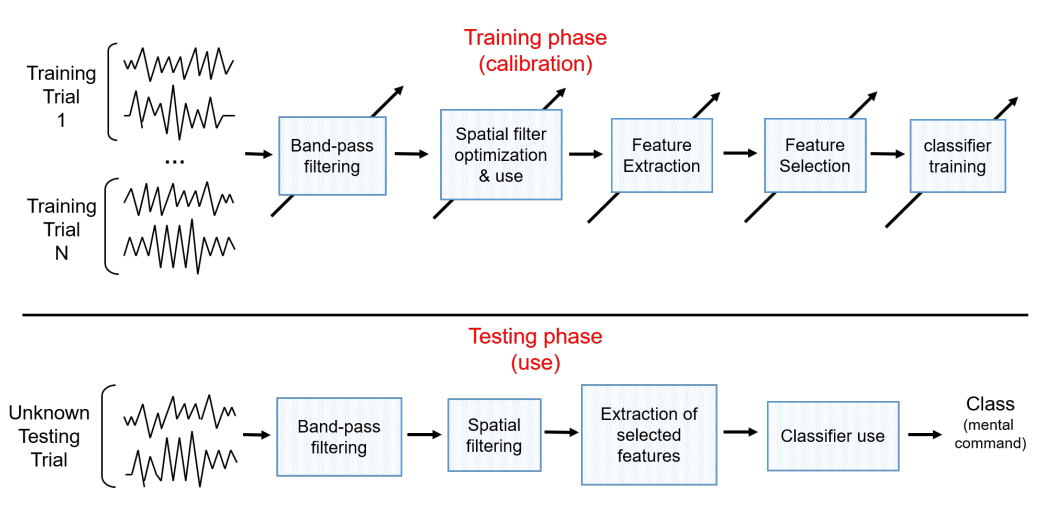 Training phase
(calibration)
Training
Trial
1
...
Training
Trial
N
Band-pass
filtering
Spatial filter
optimization
& use
Feature
Extraction
Feature
Selection
classifier
training
Testing phase
(use)
Unknown
Testing
Trial
Band-pass
filtering
Spatial
filtering
Extraction of
selected
features
Classifier use
Class
(mental
command)